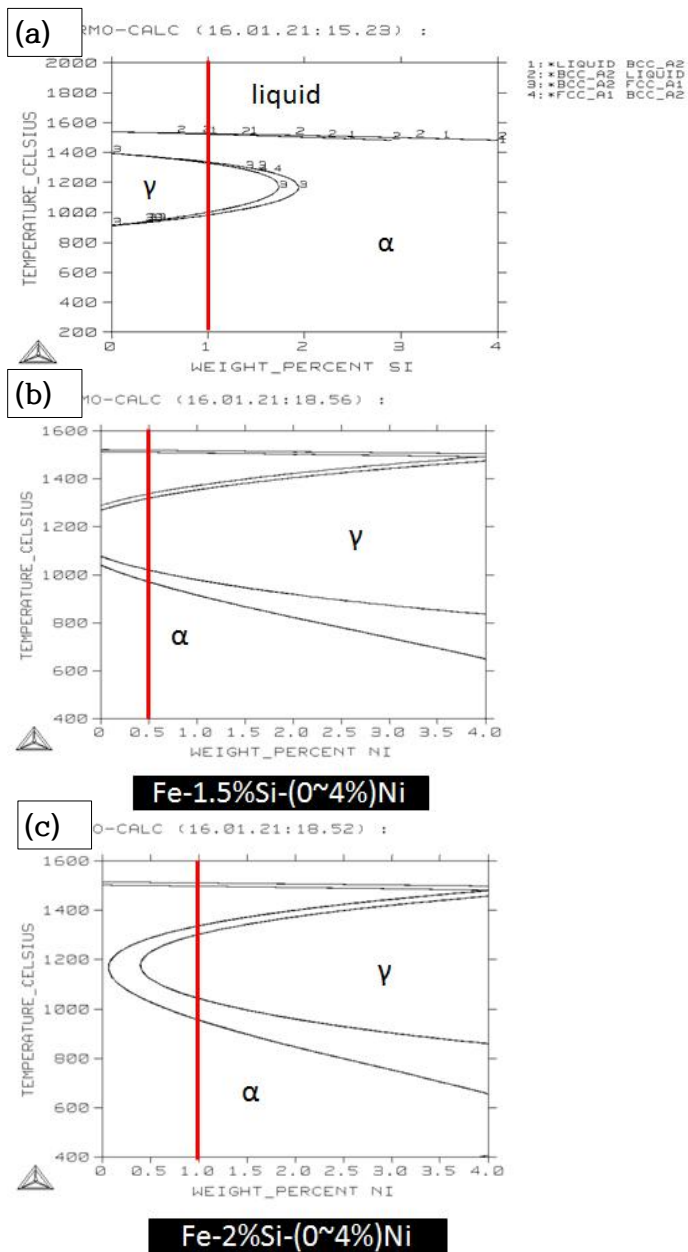 (a)
RMO-CALC (16.01.21:15.23) :
1:*LIQUID BCC_A2
2:*BCC_A2 LIQUID
3:*BCC_A2 FCC_A1
4:*FCC_A1 BCC_A2
2000
1800
1600
1400
1200
1000
800
600
400
200
TEMPERATURE_CELSIUS
liquid
γ
α
0 1 2 3 4
WEIGHT_PERCENT SI
(b)
MO-CALC (16.01.21:18.56) :
1600
1400
1200
1000
800
600
400
TEMPERATURE_CELSIUS
γ
α
0 0.5 1.0 1.5 2.0 2.5 3.0 3.5 4.0
WEIGHT_PERCENT NI
Fe-1.5%Si-(0~4%)Ni
(c)
O-CALC (16.01.21:18.52) :
1600
1400
1200
1000
800
600
400
TEMPERATURE_CELSIUS
γ
α
0 0.5 1.0 1.5 2.0 2.5 3.0 3.5 4.0
WEIGHT_PERCENT NI
Fe-2%Si-(0~4%)Ni